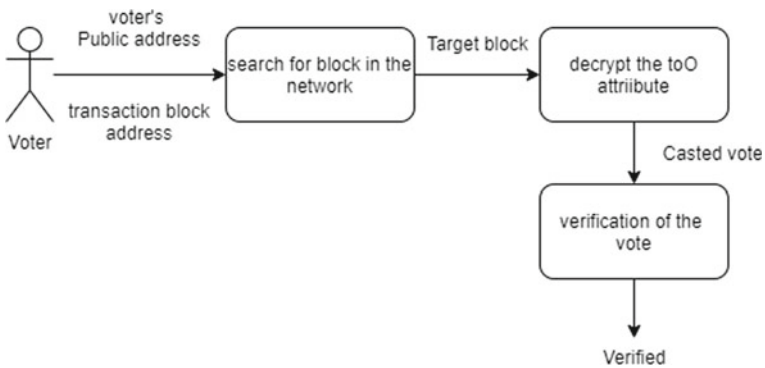 voter's
Public address
transaction block
address
Voter
search for block in the
network
Target block
decrypt the toO
attriibute
Casted vote
verification of the
vote
Verified